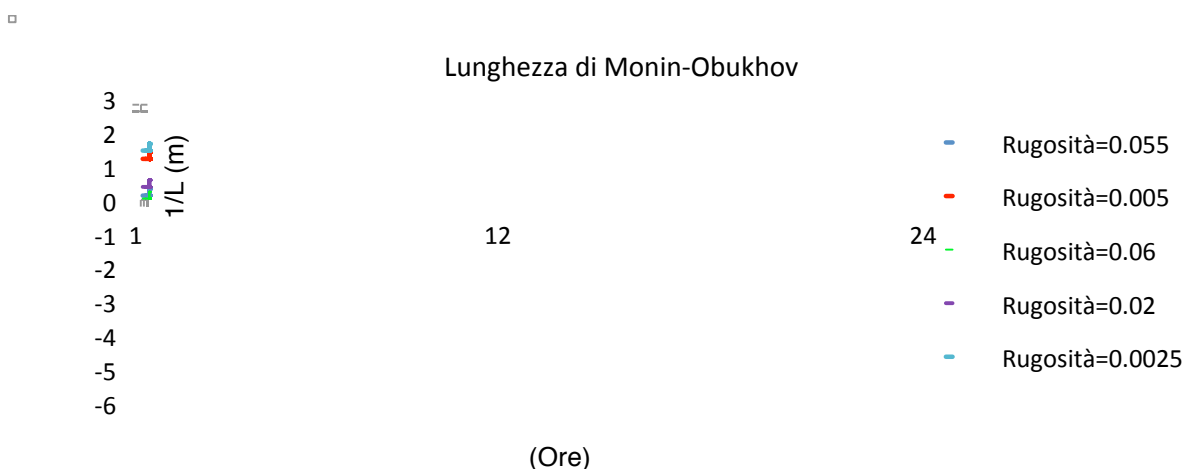 Lunghezza di Monin-Obukhov
3
2
1
0
-1
-2
-3
-4
-5
-6
1/L (m)
1
12
24
(Ore)
Rugosità=0.055
Rugosità=0.005
Rugosità=0.06
Rugosità=0.02
Rugosità=0.0025